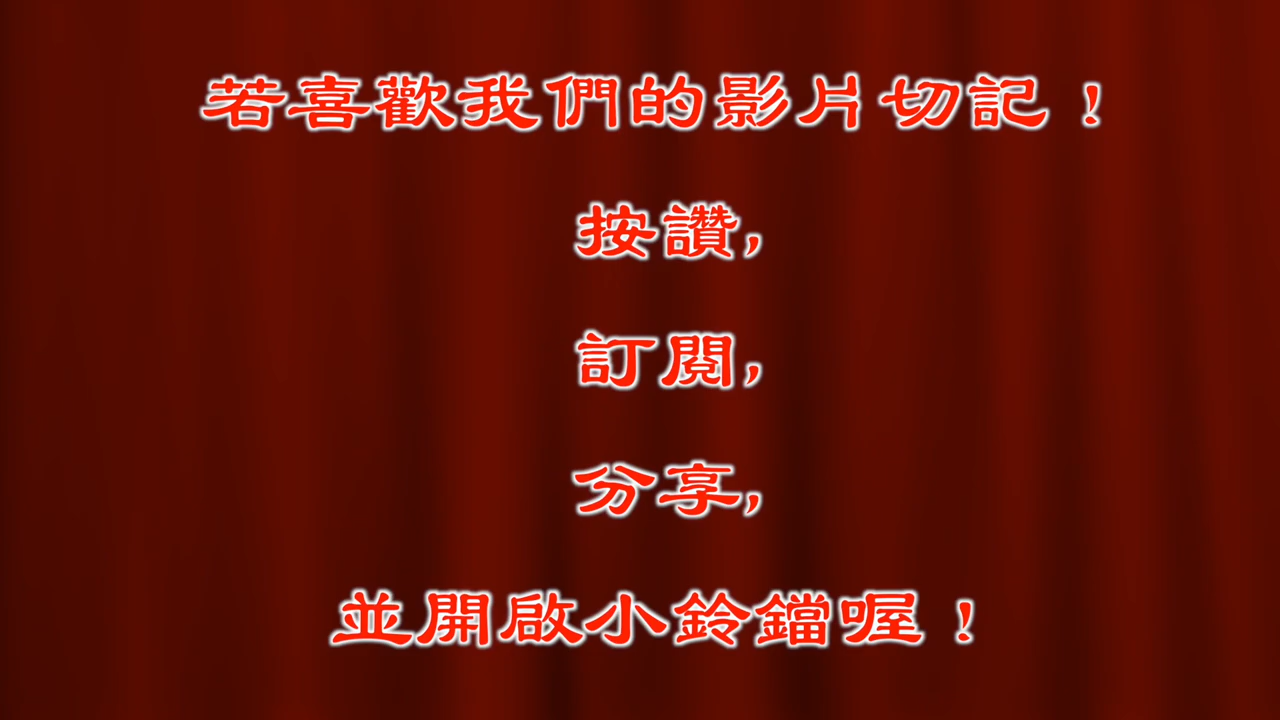 若喜歡我們的影片切記！
按讚,
訂閱,
分享,
並開啟小鈴鐺喔！